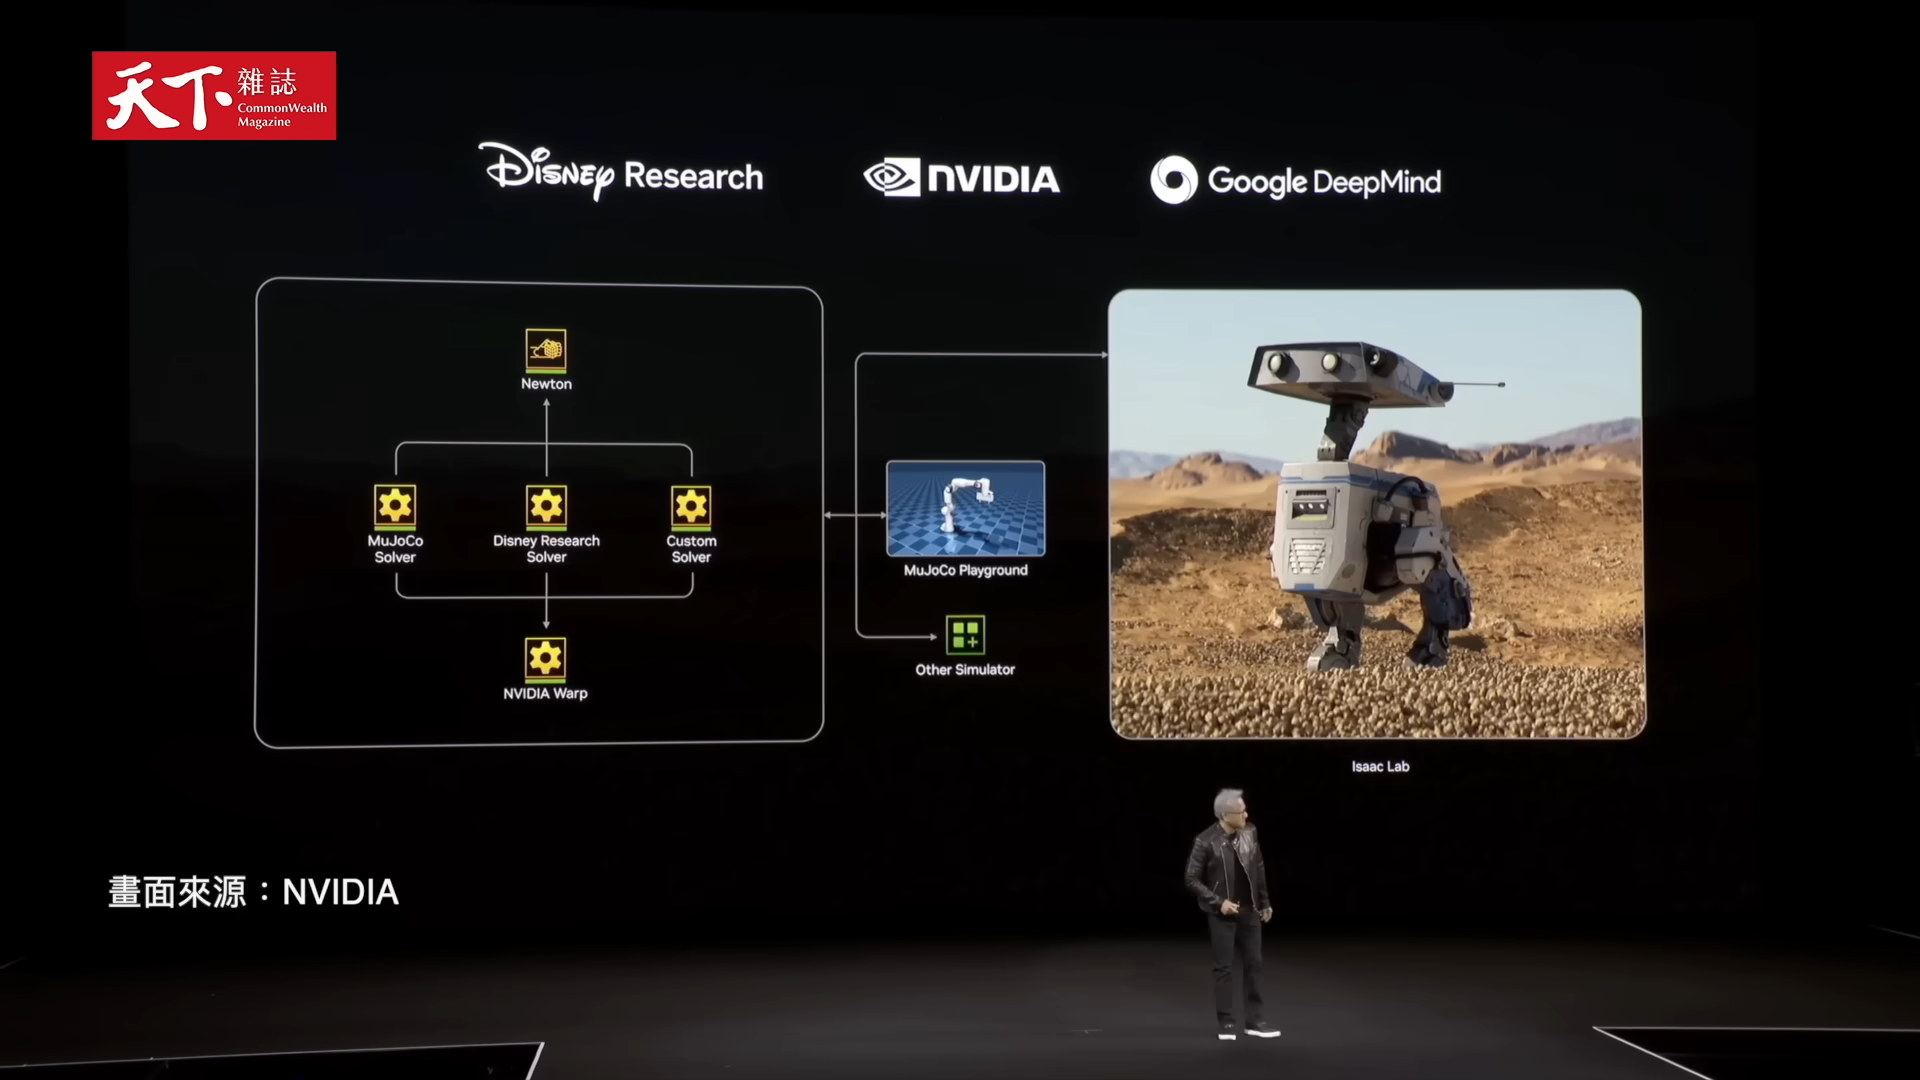 天下雜誌
CommonWealth
Magazine
Disney Research
NVIDIA
Google DeepMind
Newton
MuJoCo
Solver
Disney Research
Solver
Custom
Solver
NVIDIA Warp
MuJoCo Playground
Other Simulator
Isaac Lab
畫面來源：NVIDIA